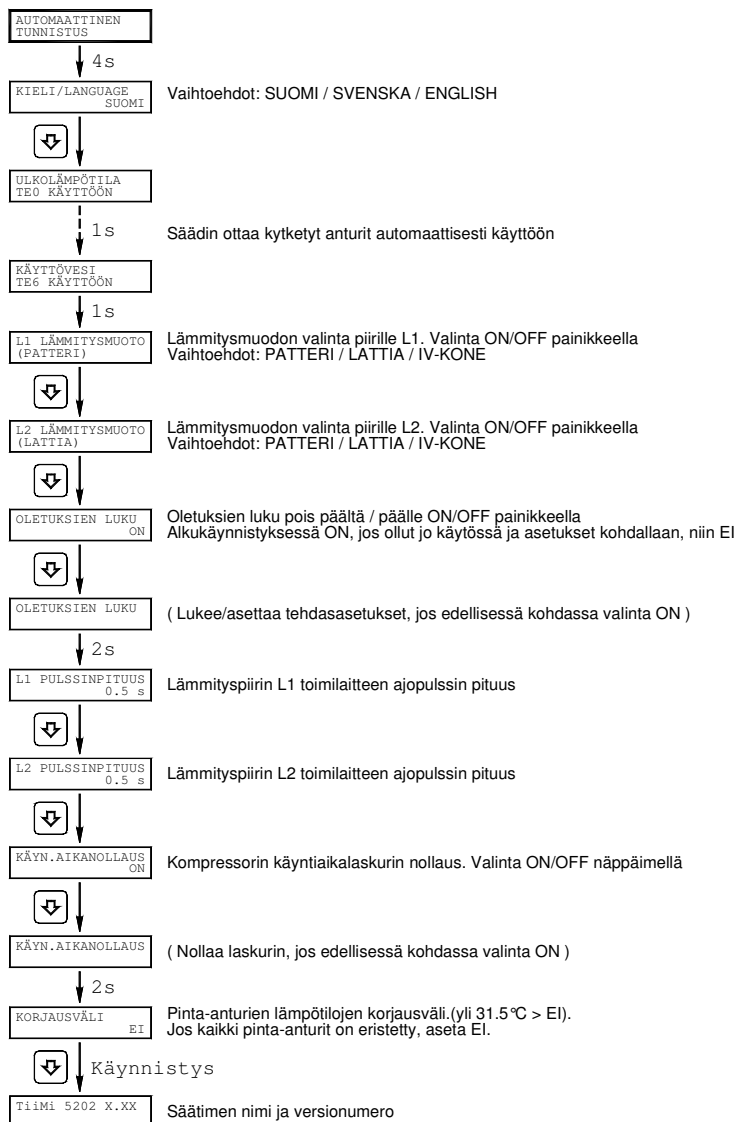 AUTOMAATTINEN
TUNNISTUS
4s
KIELI/LANGUAGE
SUOMI
Vaihtoehdot: SUOMI / SVENSKA / ENGLISH
ULKOLÄMPÖTILA
TE0 KÄYTTÖÖN
1s
Säädin ottaa kytketyt anturit automaattisesti käyttöön
KÄYTTÖVESI
TE6 KÄYTTÖÖN
1s
L1 LÄMMITYSMUOTO
(PATTERI)
Lämmitysmuodon valinta piirille L1. Valinta ON/OFF painikkeella
Vaihtoehdot: PATTERI / LATTIA / IV-KONE
L2 LÄMMITYSMUOTO
(LATTIA)
Lämmitysmuodon valinta piirille L2. Valinta ON/OFF painikkeella
Vaihtoehdot: PATTERI / LATTIA / IV-KONE
OLETUKSIEN LUKU
ON
Oletuksien luku pois päältä / päälle ON/OFF painikkeella
Alkukäynnistyksessä ON, jos ollut jo käytössä ja asetukset kohdallaan, niin EI
OLETUKSIEN LUKU
( Lukee/asettaa tehdasasetukset, jos edellisessä kohdassa valinta ON )
2s
L1 PULSSINPITUUS
0.5 s
Lämmityspiirin L1 toimilaitteen ajopulssin pituus
L2 PULSSINPITUUS
0.5 s
Lämmityspiirin L2 toimilaitteen ajopulssin pituus
KÄYN.AIKANOLLAUS
ON
Kompressorin käyntiaikalaskurin nollaus. Valinta ON/OFF näppäimellä
KÄYN.AIKANOLLAUS
( Nollaa laskurin, jos edellisessä kohdassa valinta ON )
2s
KORJAUSVÄLI
EI
Pinta-anturien lämpötilojen korjausväli.(yli 31.5°C > EI).
Jos kaikki pinta-anturit on eristetty, aseta EI.
Käynnistys
TiiMi 5202 X.XX
Säätimen nimi ja versionumero